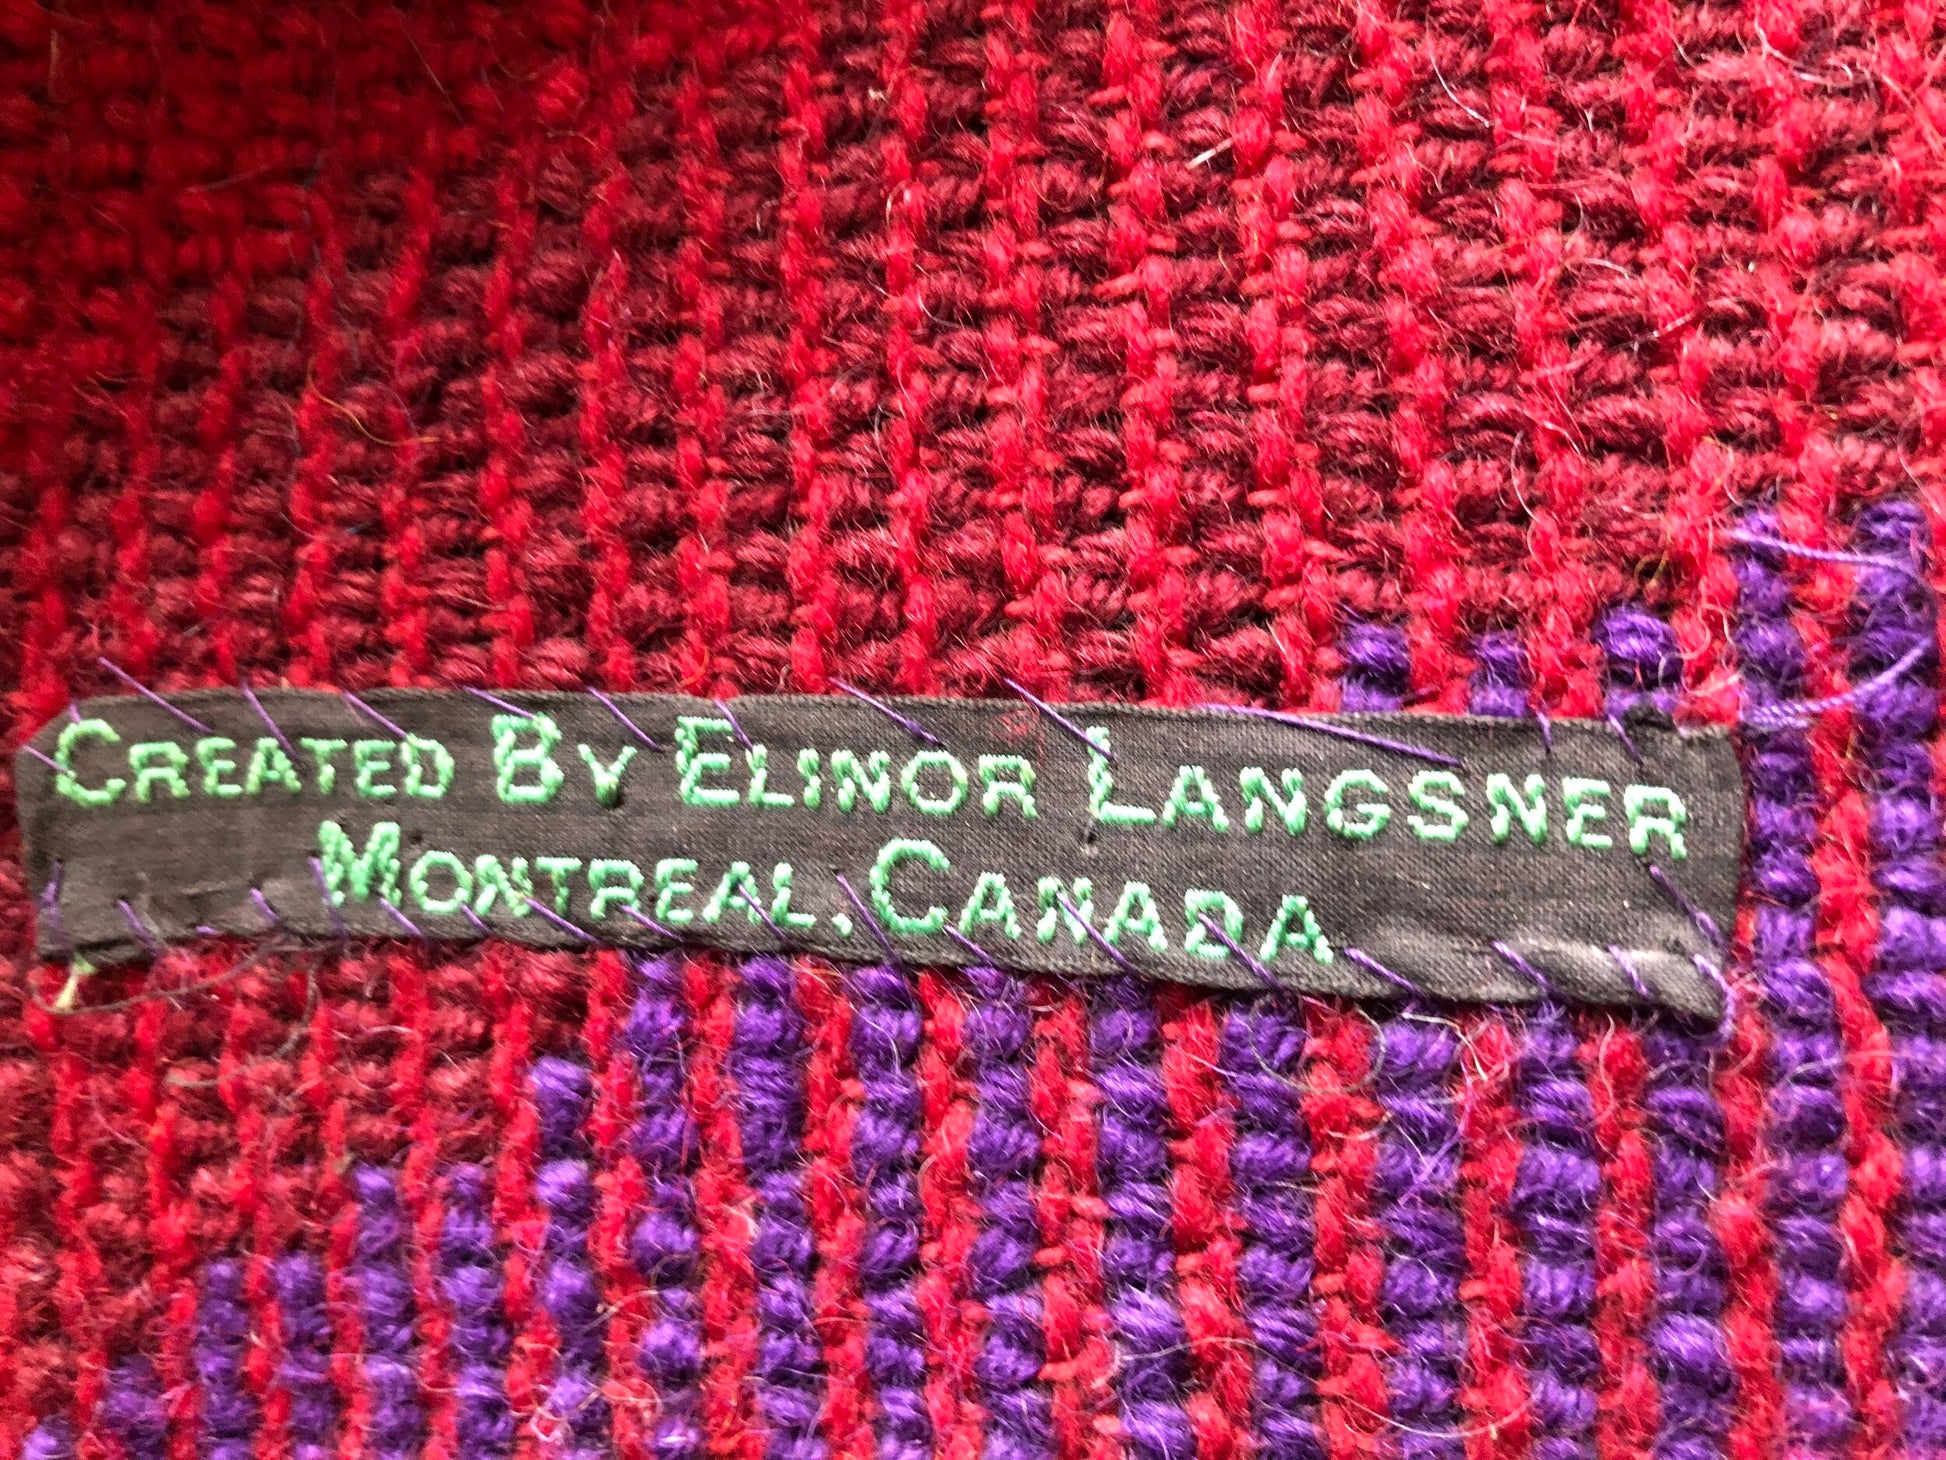 CREATED BY ELINOR LANGSNER
MONTREAL, CANADA